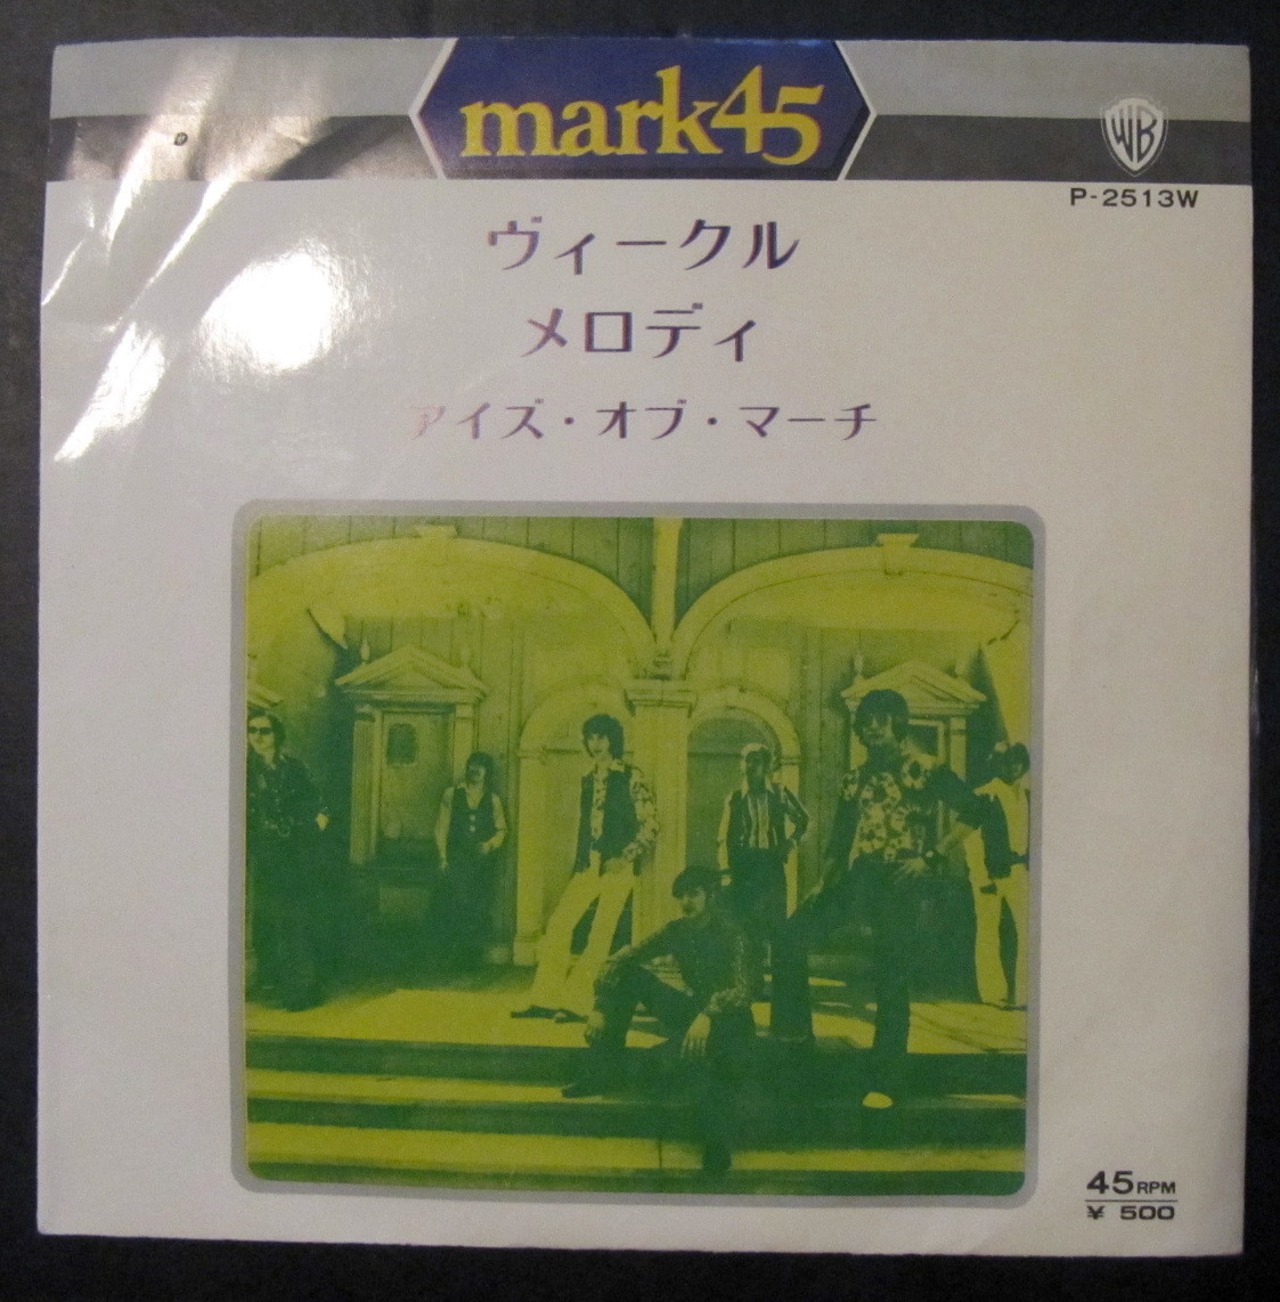 mark45
WB
P-2513W
ヴィークル
メロディ
アイズ・オブ・マーチ
45RPM
¥ 500